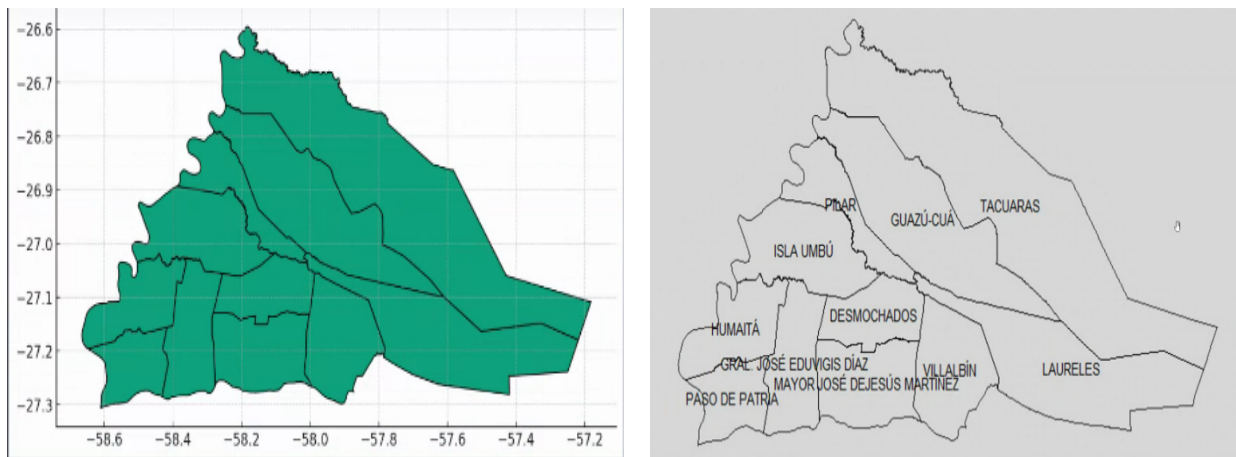 −26.6
−26.7
−26.8
−26.9
−27.0
−27.1
−27.2
−27.3
−58.6 −58.4 −58.2 −58.0 −57.8 −57.6 −57.4 −57.2
PILAR
GUAZÚ-CUÁ
TACUARAS
ISLA UMBÚ
DESMOCHADOS
HUMAITÁ
GRAL. JOSÉ EDUVIGIS DÍAZ
VILLALBÍN
LAURELES
MAYOR JOSÉ DEJESÚS MARTÍNEZ
PASO DE PATRIA